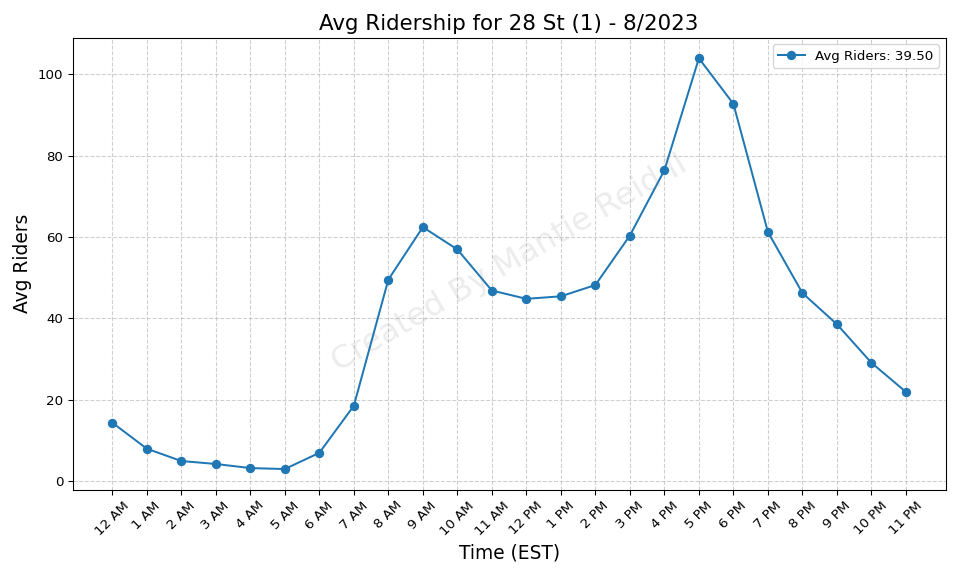 Avg Ridership for 28 St (1) - 8/2023
Avg Riders: 39.50
100
80
60
40
20
0
Avg Riders
Created By Mantie Reid II
12 AM
1 AM
2 AM
3 AM
4 AM
5 AM
6 AM
7 AM
8 AM
9 AM
10 AM
11 AM
12 PM
1 PM
2 PM
3 PM
4 PM
5 PM
6 PM
7 PM
8 PM
9 PM
10 PM
11 PM
Time (EST)